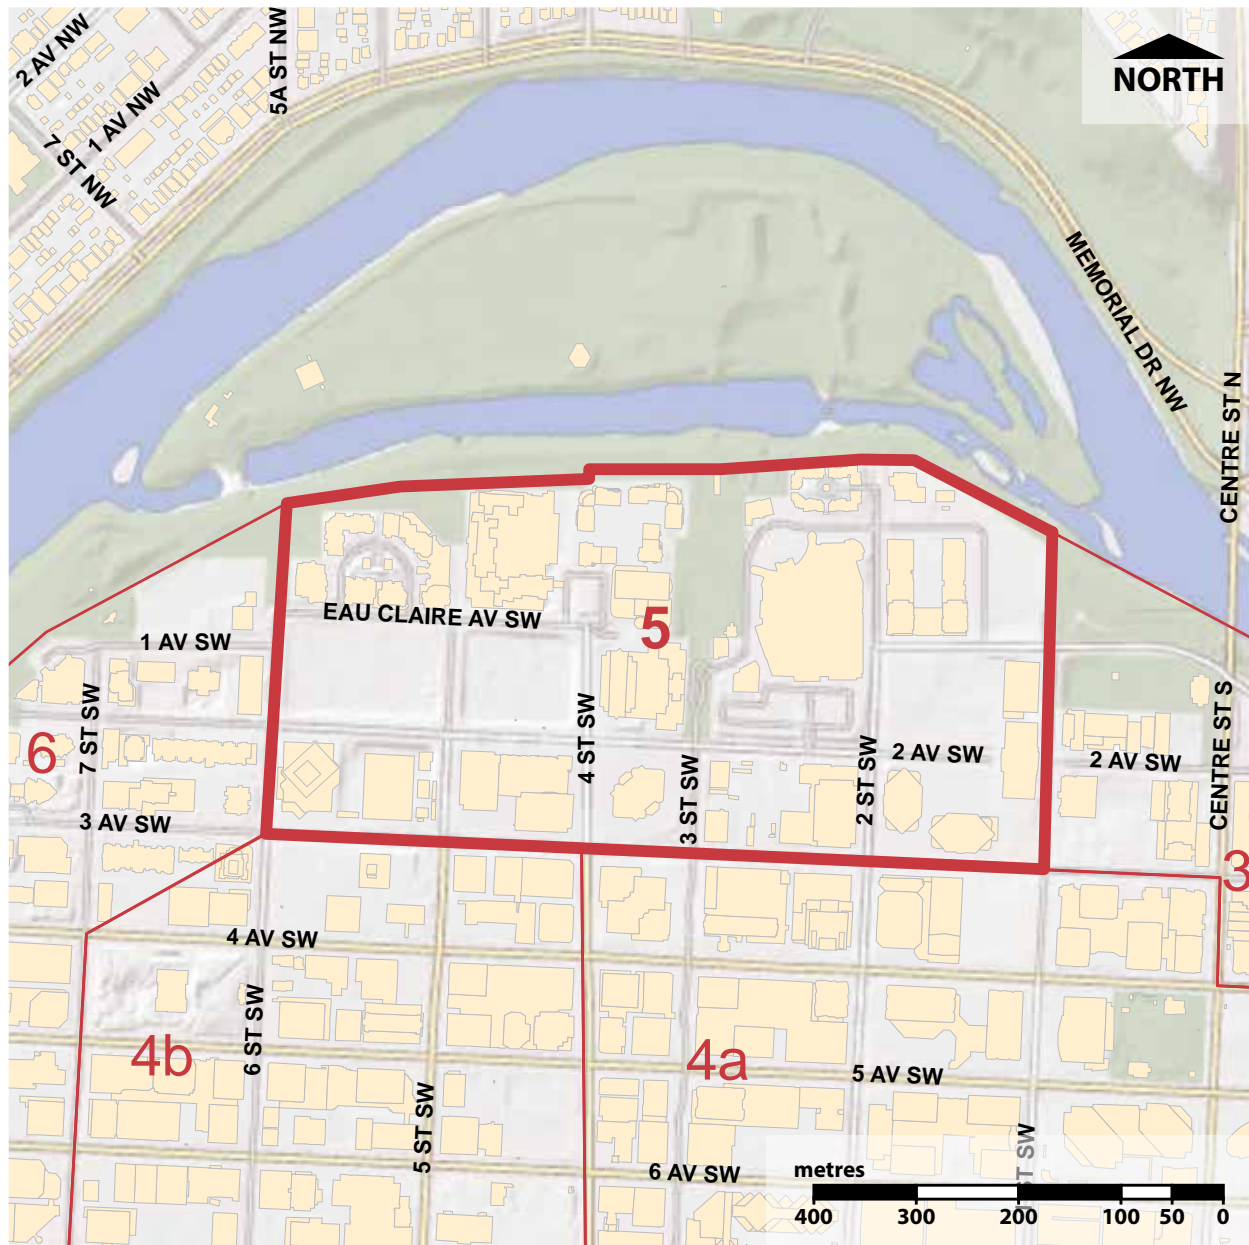 2 AV NW
5A ST NW
NORTH
1 AV NW
7 ST NW
MEMORIAL DR NW
CENTRE ST N
EAU CLAIRE AV SW
5
1 AV SW
7 ST SW
6
4 ST SW
CENTRE ST S
3 ST SW
2 ST SW
2 AV SW
2 AV SW
3 AV SW
3
4 AV SW
6 ST SW
4b
4a
5 AV SW
5 ST SW
ST SW
6 AV SW
metres
400 300 200 100 50 0